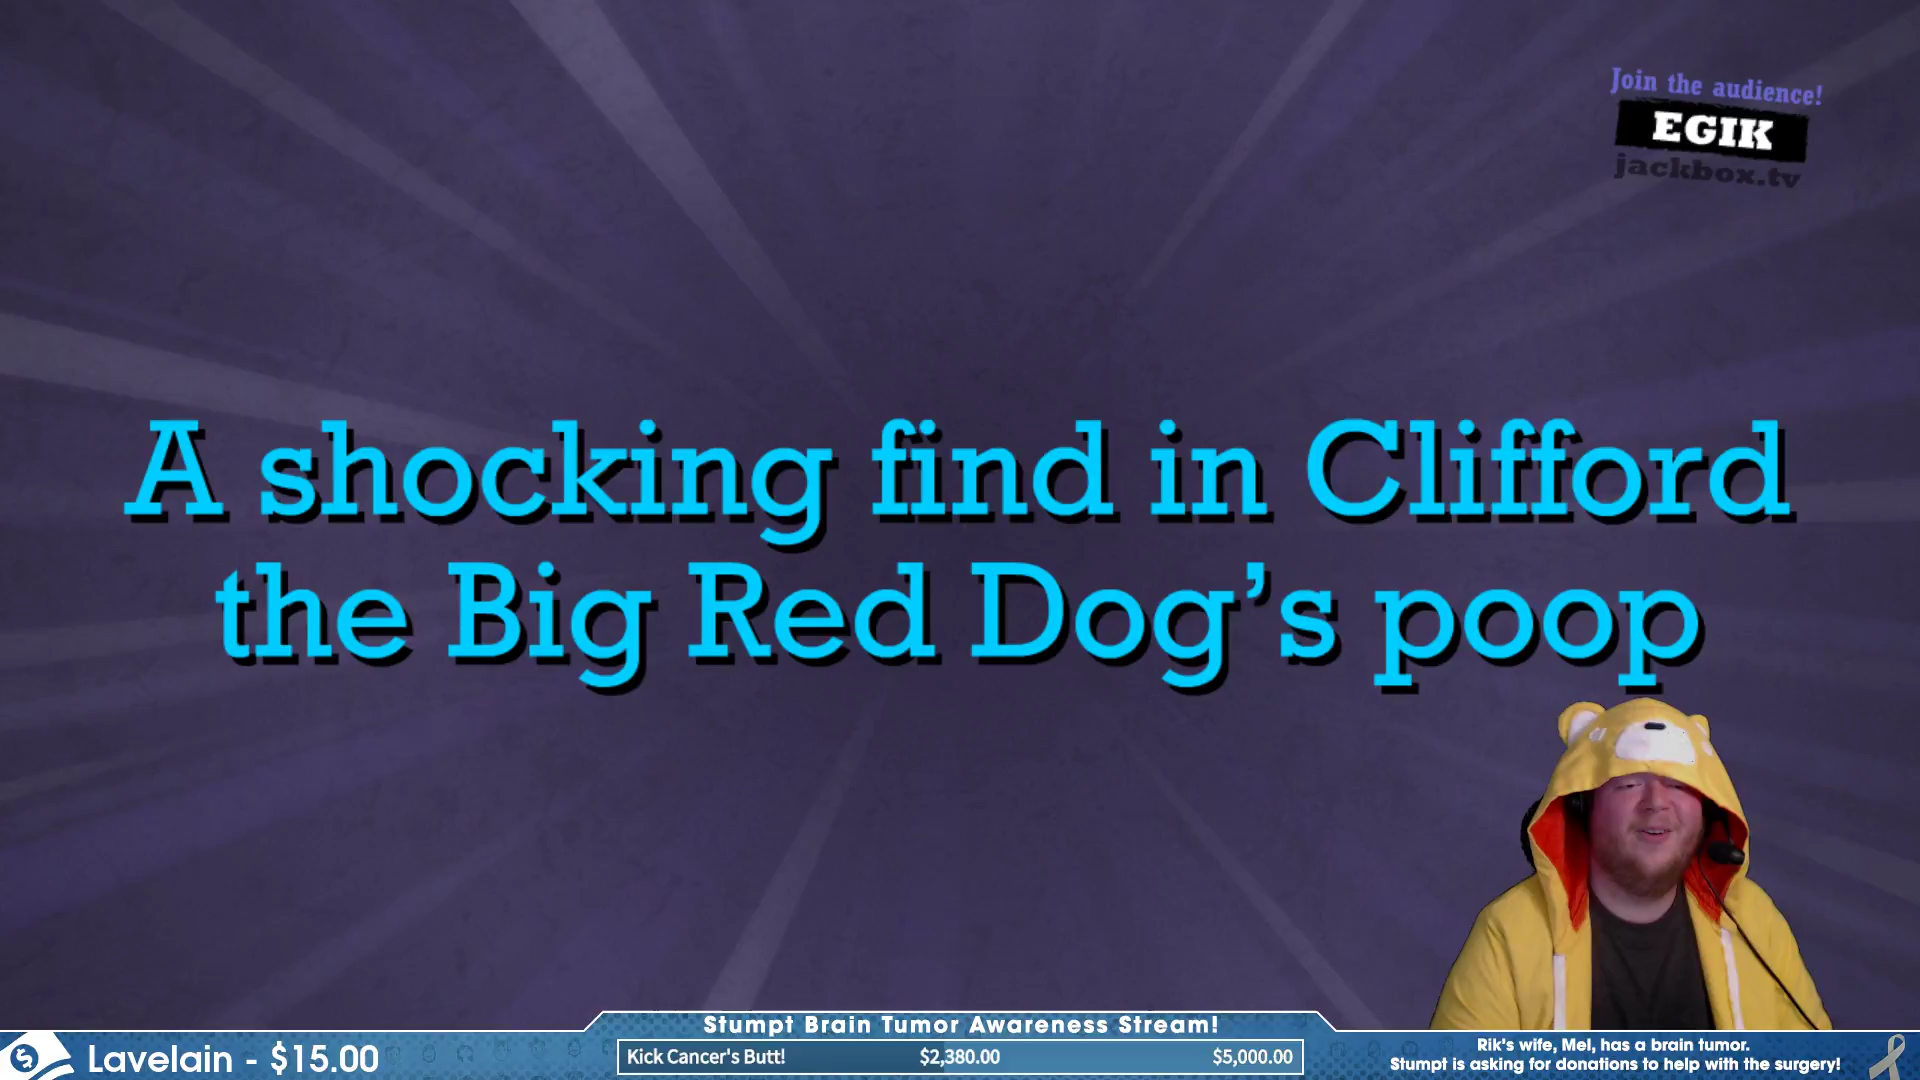 Join the audience!
EGIK
jackbox.tv
A shocking find in Clifford
the Big Red Dog's poop
Stumpt Brain Tumor Awareness Stream!
Lavelain - $15.00
Kick Cancer's Butt! $2,380.00 $5,000.00
Rik's wife, Mel, has a brain tumor.
Stumpt is asking for donations to help with the surgery!